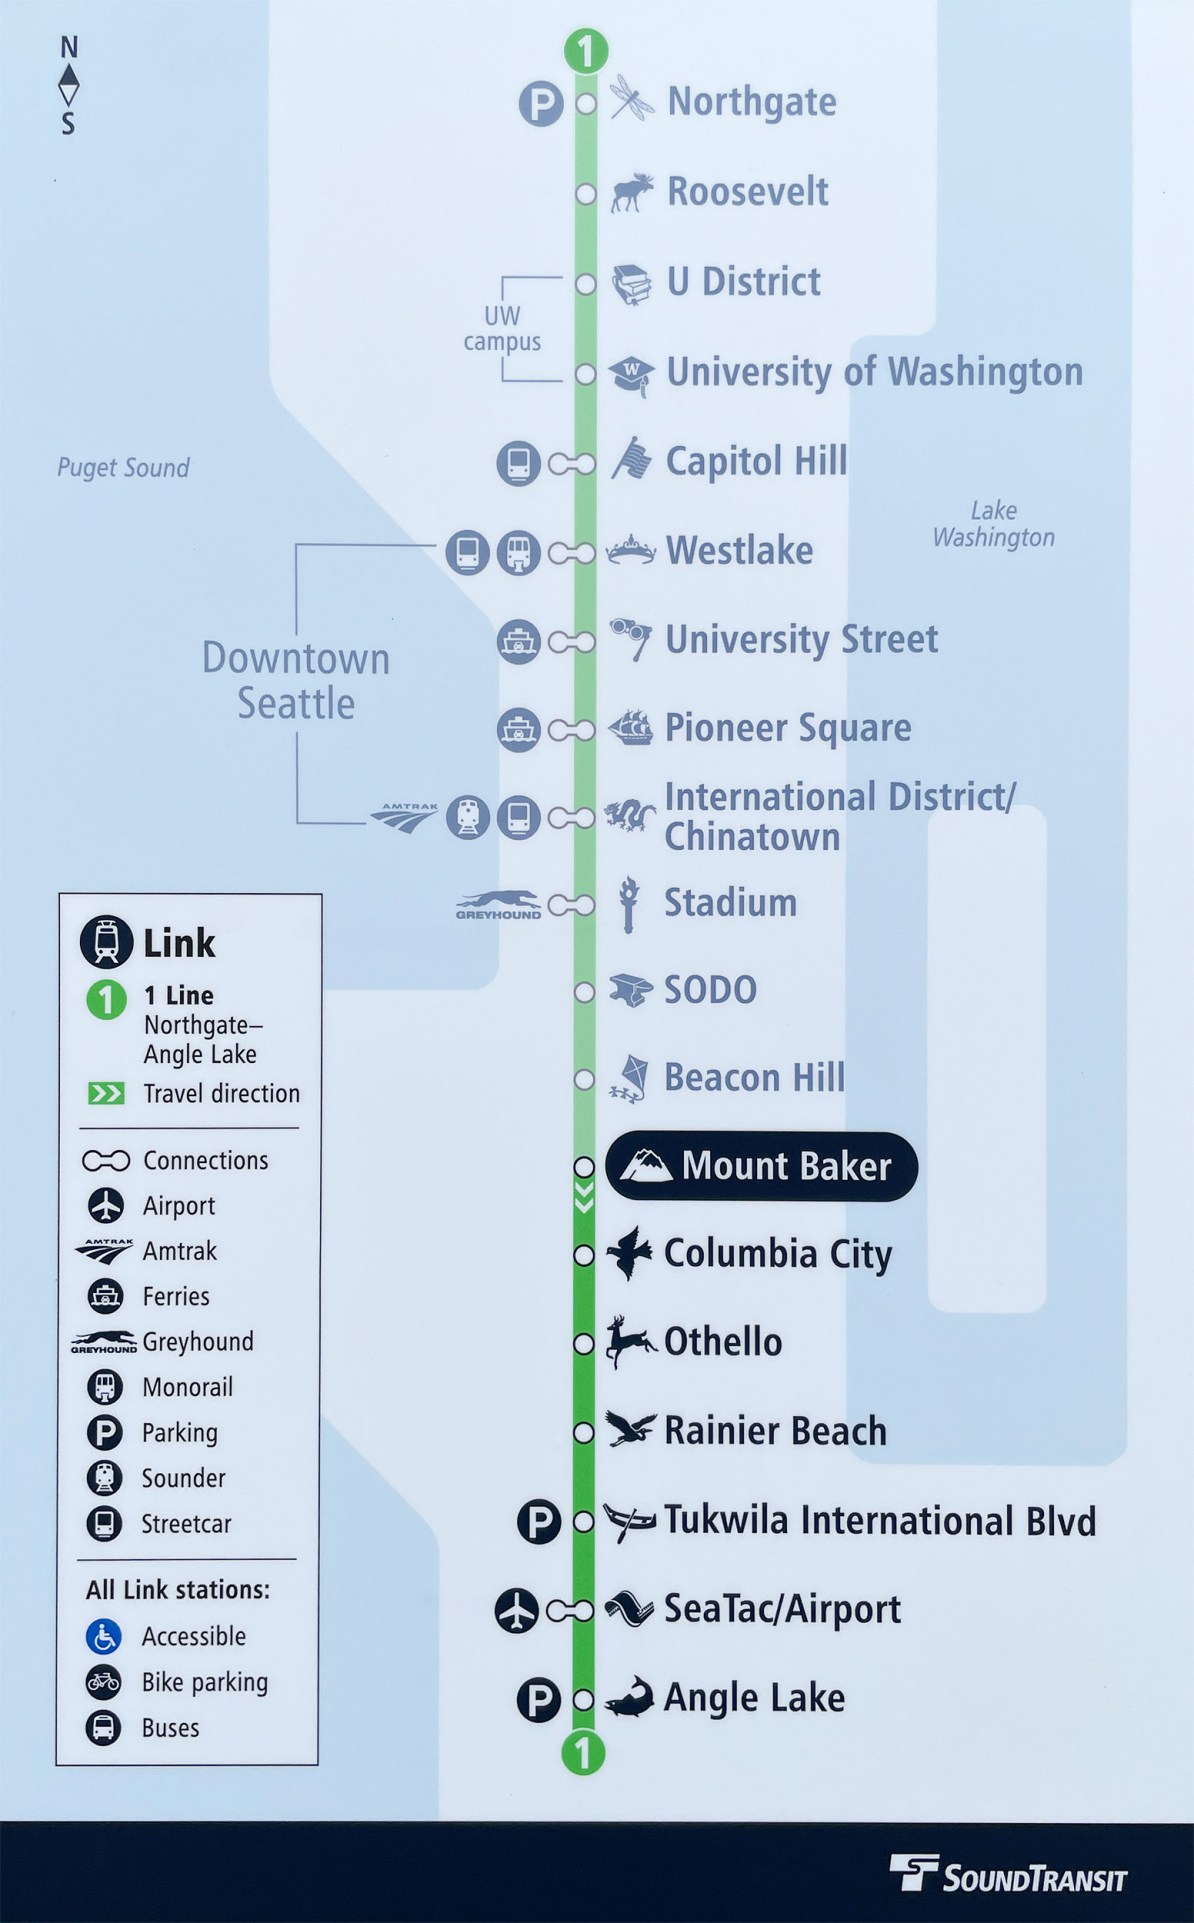 N
S
1
P Northgate
Roosevelt
U District
UW
campus
W
University of Washington
Puget Sound
Capitol Hill
Lake
Washington
Westlake
Downtown
Seattle
University Street
Pioneer Square
AMTRAK
International District/
Chinatown
GREYHOUND
Stadium
SODO
Beacon Hill
Mount Baker
Columbia City
Othello
Rainier Beach
P Tukwila International Blvd
SeaTac/Airport
P Angle Lake
1
Link
1 1 Line
Northgate–
Angle Lake
Travel direction
Connections
Airport
AMTRAK Amtrak
Ferries
GREYHOUND Greyhound
Monorail
P Parking
Sounder
Streetcar
All Link stations:
Accessible
Bike parking
Buses
SOUNDTRANSIT